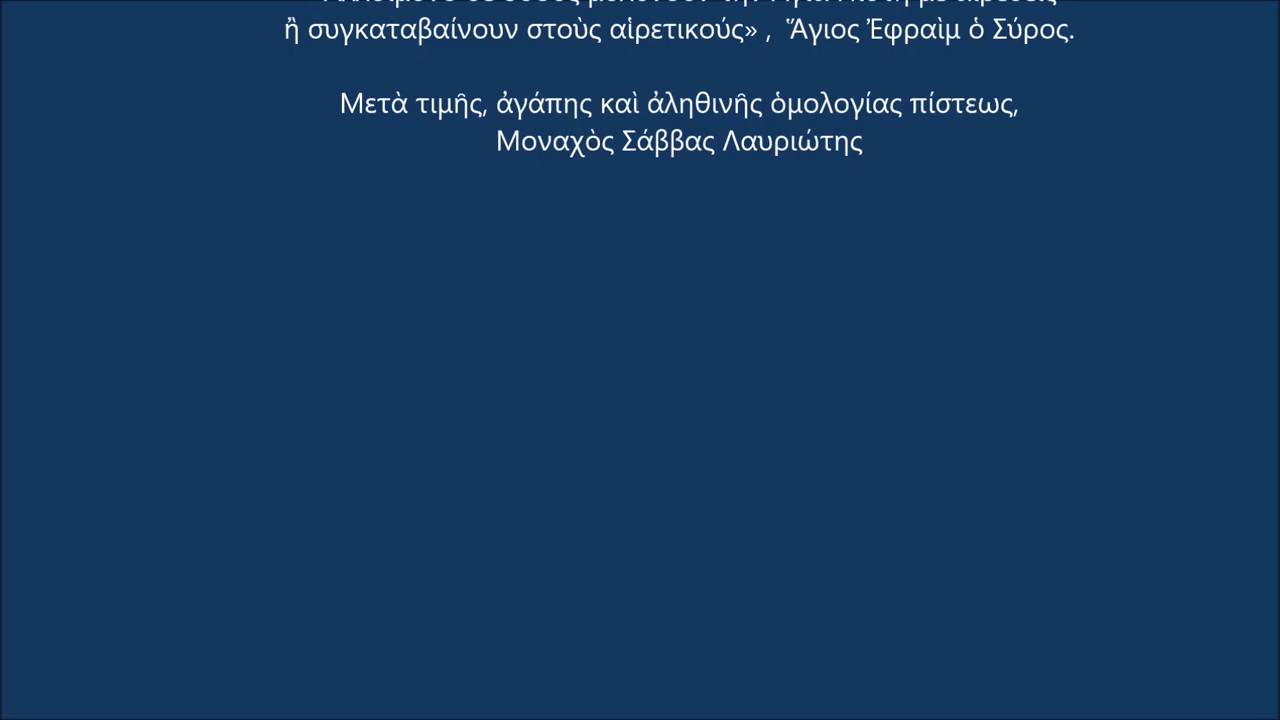 ἢ συγκαταβαίνουν στοὺς αἱρετικούς» , Ἅγιος Ἐφραὶμ ὁ Σύρος.
Μετὰ τιμῆς, ἀγάπης καὶ ἀληθινῆς ὁμολογίας πίστεως,
Μοναχὸς Σάββας Λαυριώτης